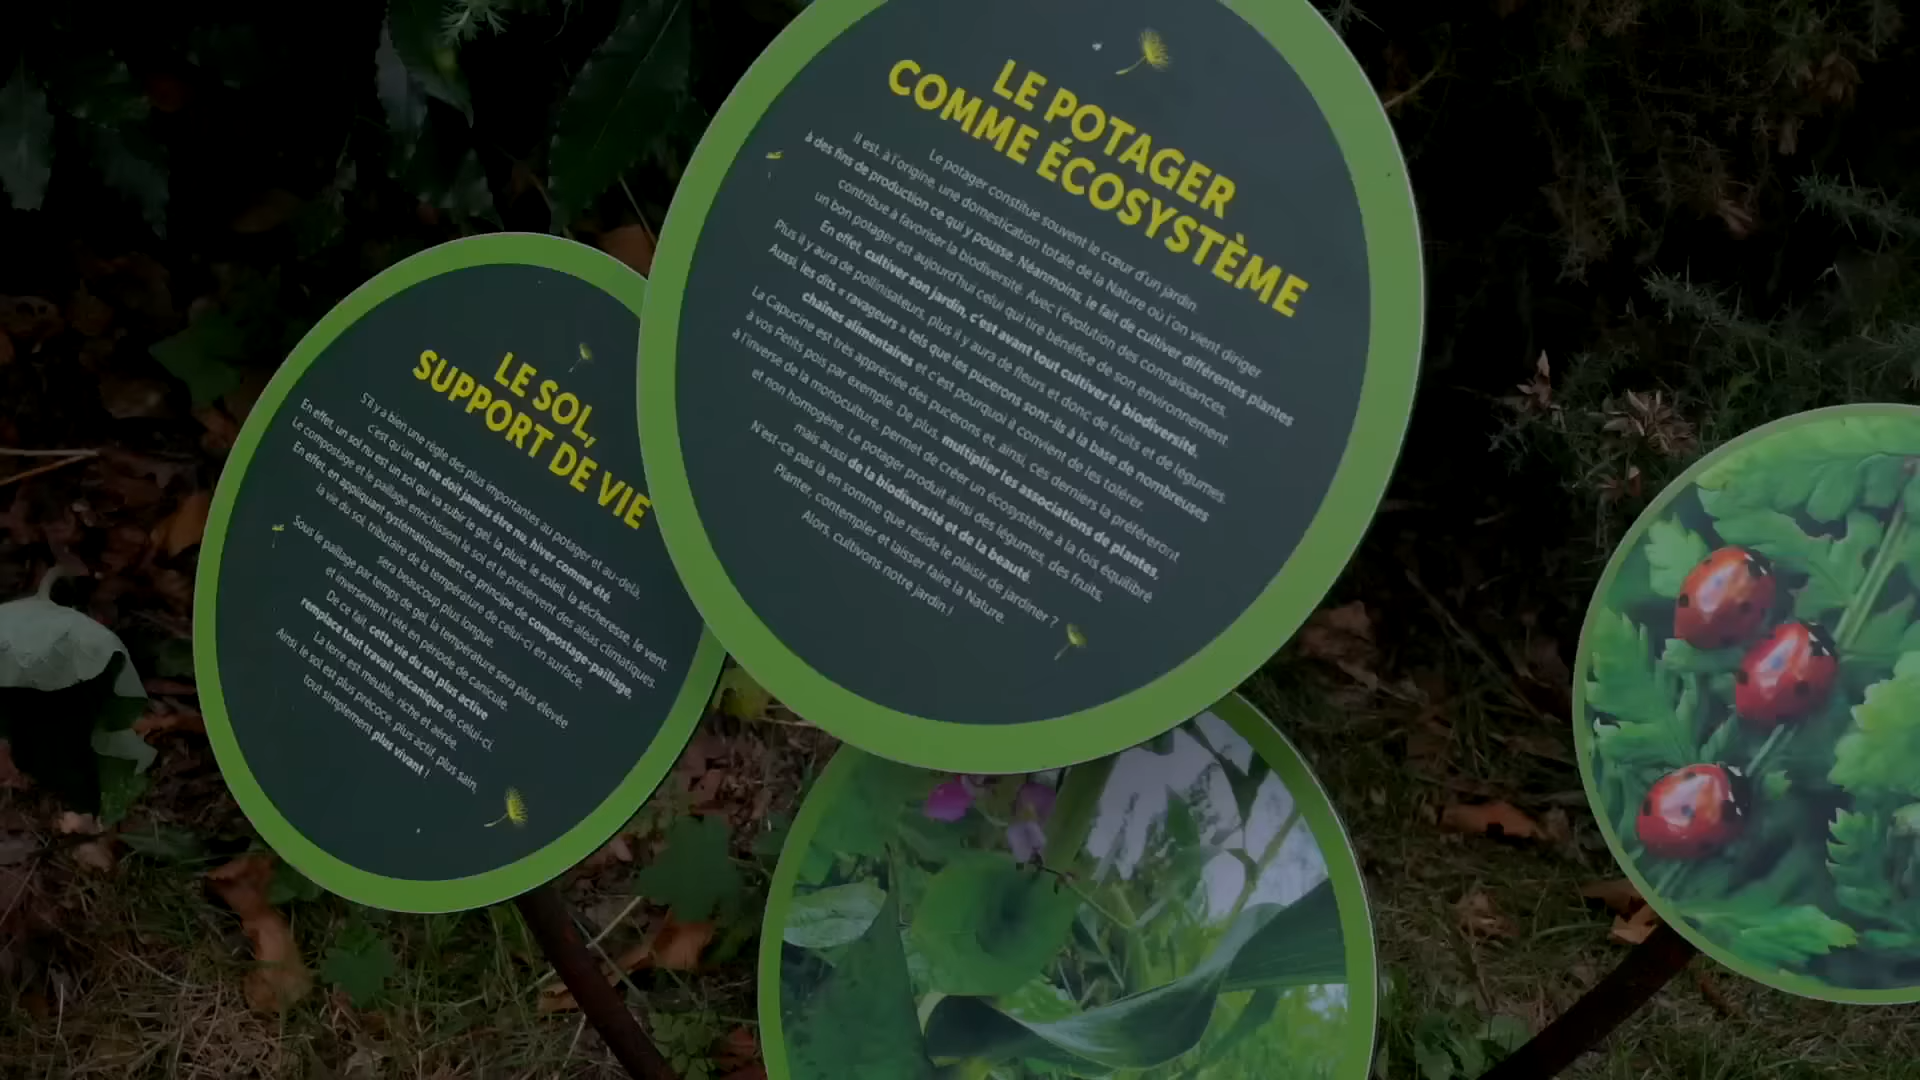 LE SOL,
SUPPORT DE VIE
S'il y a bien une règle des plus importantes au potager et au-delà,
c'est qu'un sol ne doit jamais être nu, hiver comme été.
En effet, un sol nu est un sol qui va subir le gel, la pluie, le soleil, la sécheresse, le vent.
Le compostage et le paillage enrichissent le sol et le préservent des aléas climatiques.
En effet, en appliquant systématiquement ce principe de compostage-paillage,
la vie du sol, tributaire de la température de celui-ci en surface,
sera beaucoup plus longue.
Sous le paillage par temps de gel, la température sera plus élevée
et inversement l'été en période de canicule.
De ce fait, cette vie du sol plus active
remplace tout travail mécanique de celui-ci.
La terre est meuble, riche et aérée.
Ainsi, le sol est plus précoce, plus actif, plus sain,
tout simplement plus vivant !
LE POTAGER
COMME ÉCOSYSTÈME
Le potager constitue souvent le cœur d'un jardin.
Il est, à l'origine, une domestication totale de la Nature où l'on vient diriger
à des fins de production ce qui y pousse. Néanmoins, le fait de cultiver différentes plantes
contribue à favoriser la biodiversité. Avec l'évolution des connaissances,
un bon potager est aujourd'hui celui qui tire bénéfice de son environnement.
En effet, cultiver son jardin, c'est avant tout cultiver la biodiversité.
Plus il y aura de pollinisateurs, plus il y aura de fleurs et donc de fruits et de légumes.
Aussi, les dits « ravageurs » tels que les pucerons sont-ils à la base de nombreuses
chaînes alimentaires et c'est pourquoi il convient de les tolérer.
La Capucine est très appréciée des pucerons et, ainsi, ces derniers la préféreront
à vos Petits pois par exemple. De plus, multiplier les associations de plantes,
à l'inverse de la monoculture, permet de créer un écosystème à la fois équilibré
et non homogène. Le potager produit ainsi des légumes, des fruits,
mais aussi de la biodiversité et de la beauté.
N'est-ce pas là en somme que réside le plaisir de jardiner ?
Planter, contempler et laisser faire la Nature.
Alors, cultivons notre jardin !